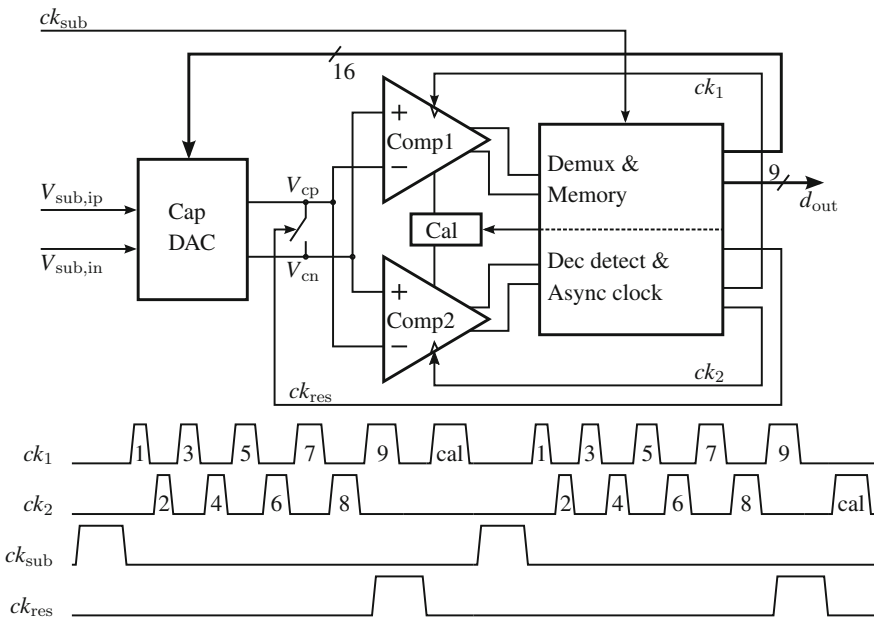 ck_sub
16
ck_1
+
Comp1
−
Demux &
Memory
9
d_out
V_sub,ip
V_cp
Cap
DAC
Cal
V_sub,in
V_cn
Dec detect &
Async clock
+
Comp2
−
ck_2
ck_res
ck_1 1 3 5 7 9 cal 1 3 5 7 9
ck_2 2 4 6 8 2 4 6 8 cal
ck_sub
ck_res